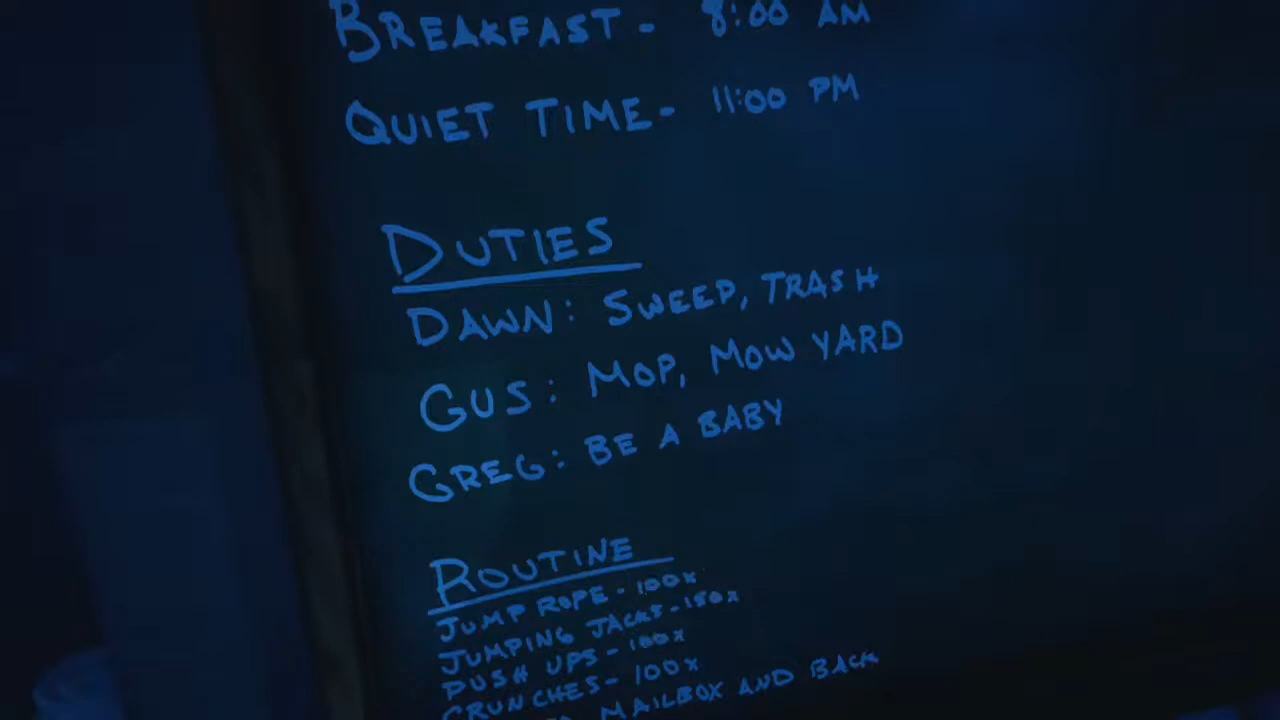 BREAKFAST - 8:00 AM
QUIET TIME - 11:00 PM
DUTIES
DAWN: SWEEP, TRASH
GUS: MOP, MOW YARD
GREG: BE A BABY
ROUTINE
JUMP ROPE - 100x
JUMPING JACKS - 150x
PUSH UPS - 100x
CRUNCHES - 100x
MAILBOX AND BACK